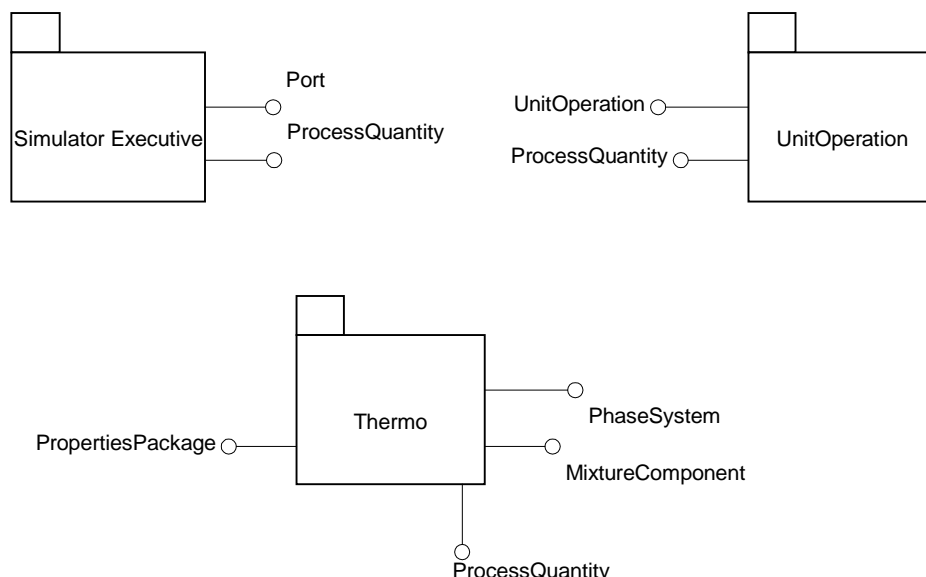 Port
UnitOperation
Simulator Executive
ProcessQuantity
UnitOperation
ProcessQuantity
Thermo
PhaseSystem
PropertiesPackage
MixtureComponent
ProcessQuantity